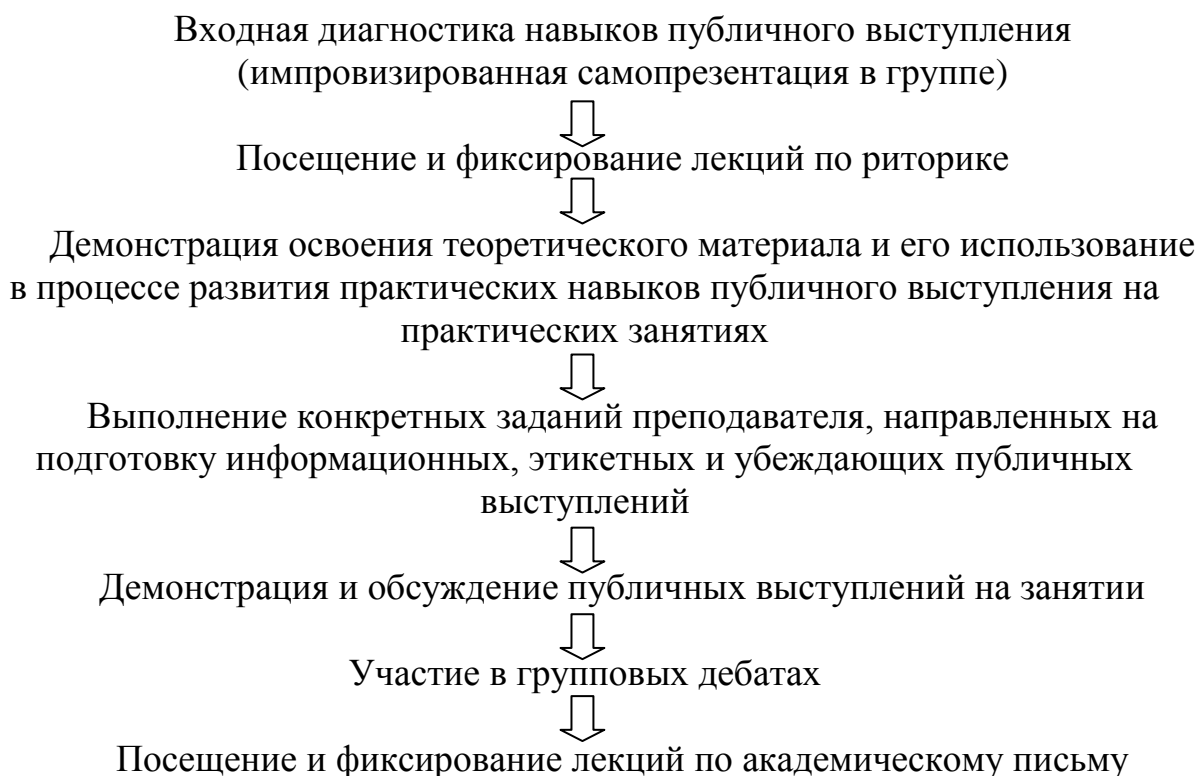 Входная диагностика навыков публичного выступления
(импровизированная самопрезентация в группе)
Посещение и фиксирование лекций по риторике
Демонстрация освоения теоретического материала и его использование
в процессе развития практических навыков публичного выступления на
практических занятиях
Выполнение конкретных заданий преподавателя, направленных на
подготовку информационных, этикетных и убеждающих публичных
выступлений
Демонстрация и обсуждение публичных выступлений на занятии
Участие в групповых дебатах
Посещение и фиксирование лекций по академическому письму